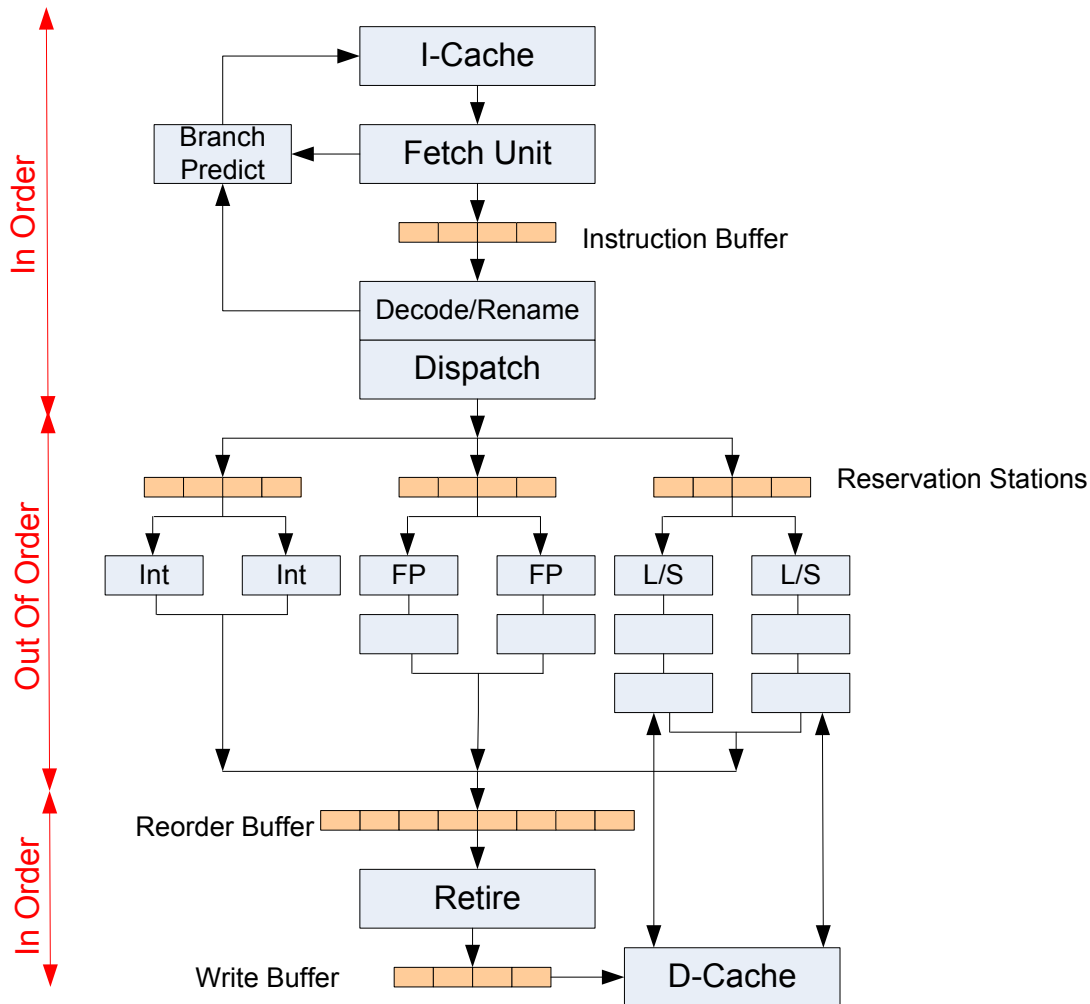 I-Cache
Branch
Predict
Fetch Unit
In Order
Instruction Buffer
Decode/Rename
Dispatch
Reservation Stations
Out Of Order
Int
Int
FP
FP
L/S
L/S
Reorder Buffer
In Order
Retire
Write Buffer
D-Cache